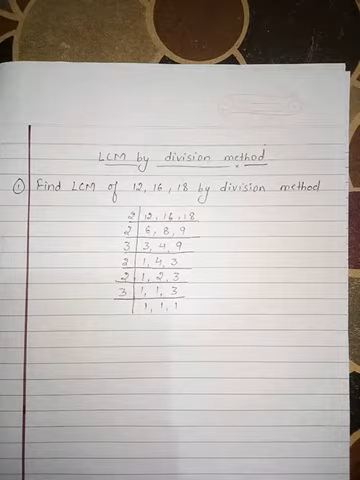 LCM by division method
① Find LCM of 12, 16, 18 by division method
2 | 12, 16, 18
2 | 6, 8, 9
3 | 3, 4, 9
2 | 1, 4, 3
2 | 1, 2, 3
3 | 1, 1, 3
1, 1, 1